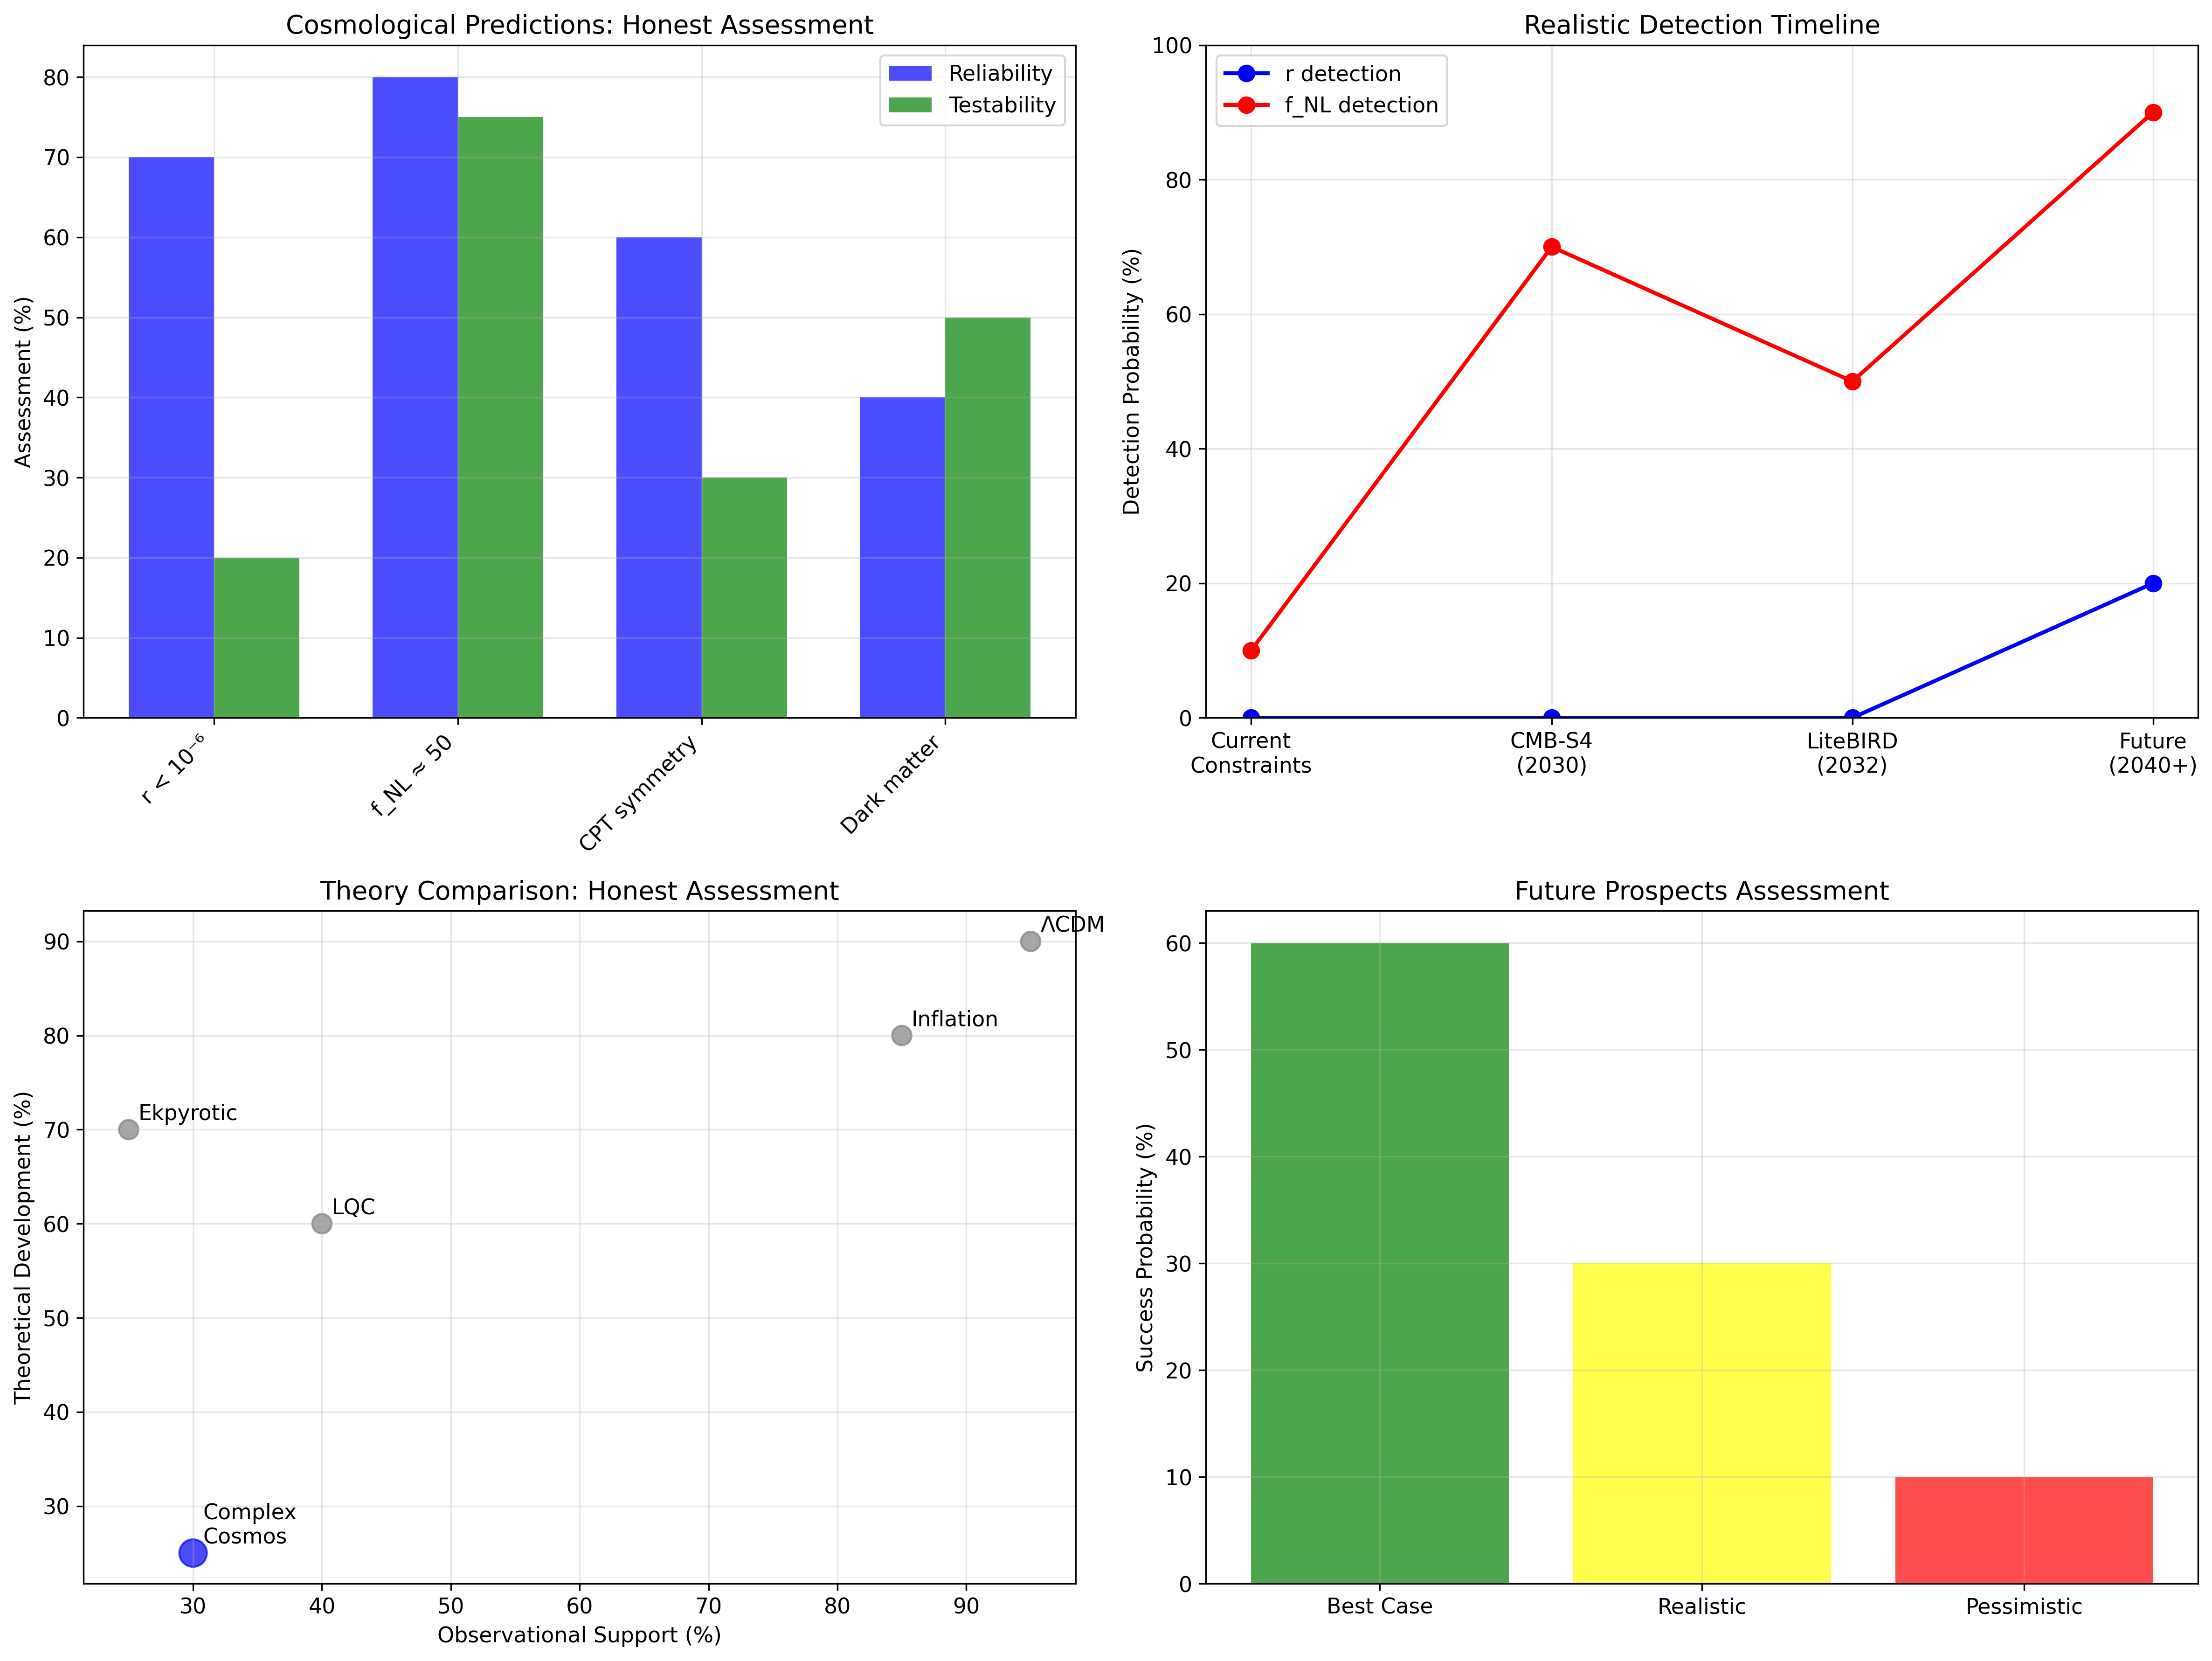 Cosmological Predictions: Honest Assessment
Reliability
Testability
Assessment (%)
80
70
60
50
40
30
20
10
0
r < 10⁻⁶
f_NL ≈ 50
CPT symmetry
Dark matter
Realistic Detection Timeline
r detection
f_NL detection
Detection Probability (%)
100
80
60
40
20
0
Current
Constraints
CMB-S4
(2030)
LiteBIRD
(2032)
Future
(2040+)
Theory Comparison: Honest Assessment
Theoretical Development (%)
90
80
70
60
50
40
30
ΛCDM
Inflation
Ekpyrotic
LQC
Complex
Cosmos
30
40
50
60
70
80
90
Observational Support (%)
Future Prospects Assessment
Success Probability (%)
60
50
40
30
20
10
0
Best Case
Realistic
Pessimistic